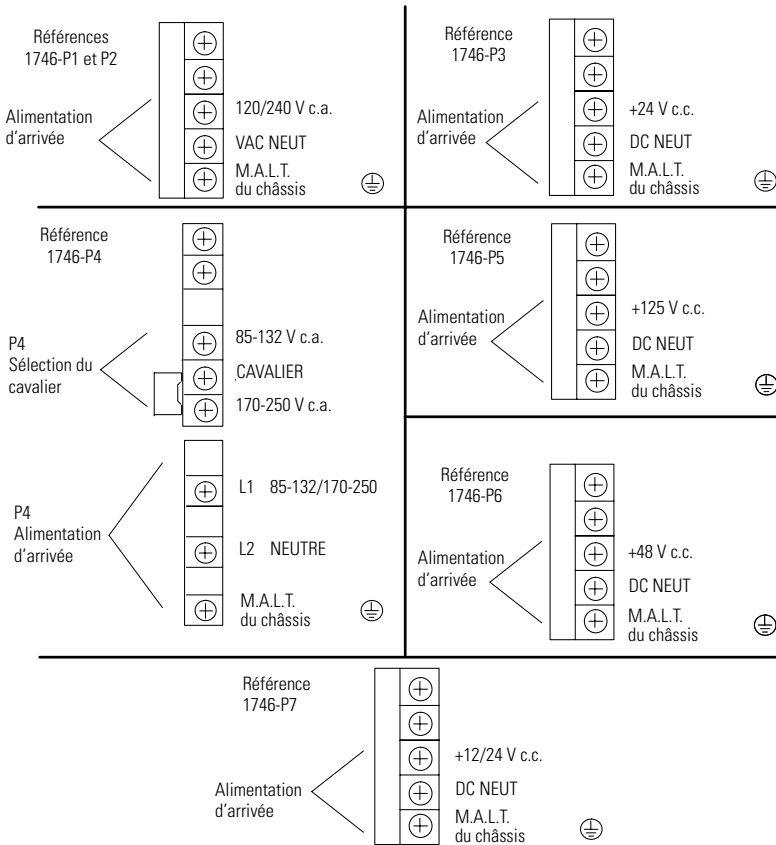 Références
1746-P1 et P2
Alimentation
d'arrivée
120/240 V c.a.
VAC NEUT
M.A.L.T.
du châssis
Référence
1746-P3
Alimentation
d'arrivée
+24 V c.c.
DC NEUT
M.A.L.T.
du châssis
Référence
1746-P4
P4
Sélection du
cavalier
85-132 V c.a.
CAVALIER
170-250 V c.a.
P4
Alimentation
d'arrivée
L1 85-132/170-250
L2 NEUTRE
M.A.L.T.
du châssis
Référence
1746-P5
Alimentation
d'arrivée
+125 V c.c.
DC NEUT
M.A.L.T.
du châssis
Référence
1746-P6
Alimentation
d'arrivée
+48 V c.c.
DC NEUT
M.A.L.T.
du châssis
Référence
1746-P7
Alimentation
d'arrivée
+12/24 V c.c.
DC NEUT
M.A.L.T.
du châssis